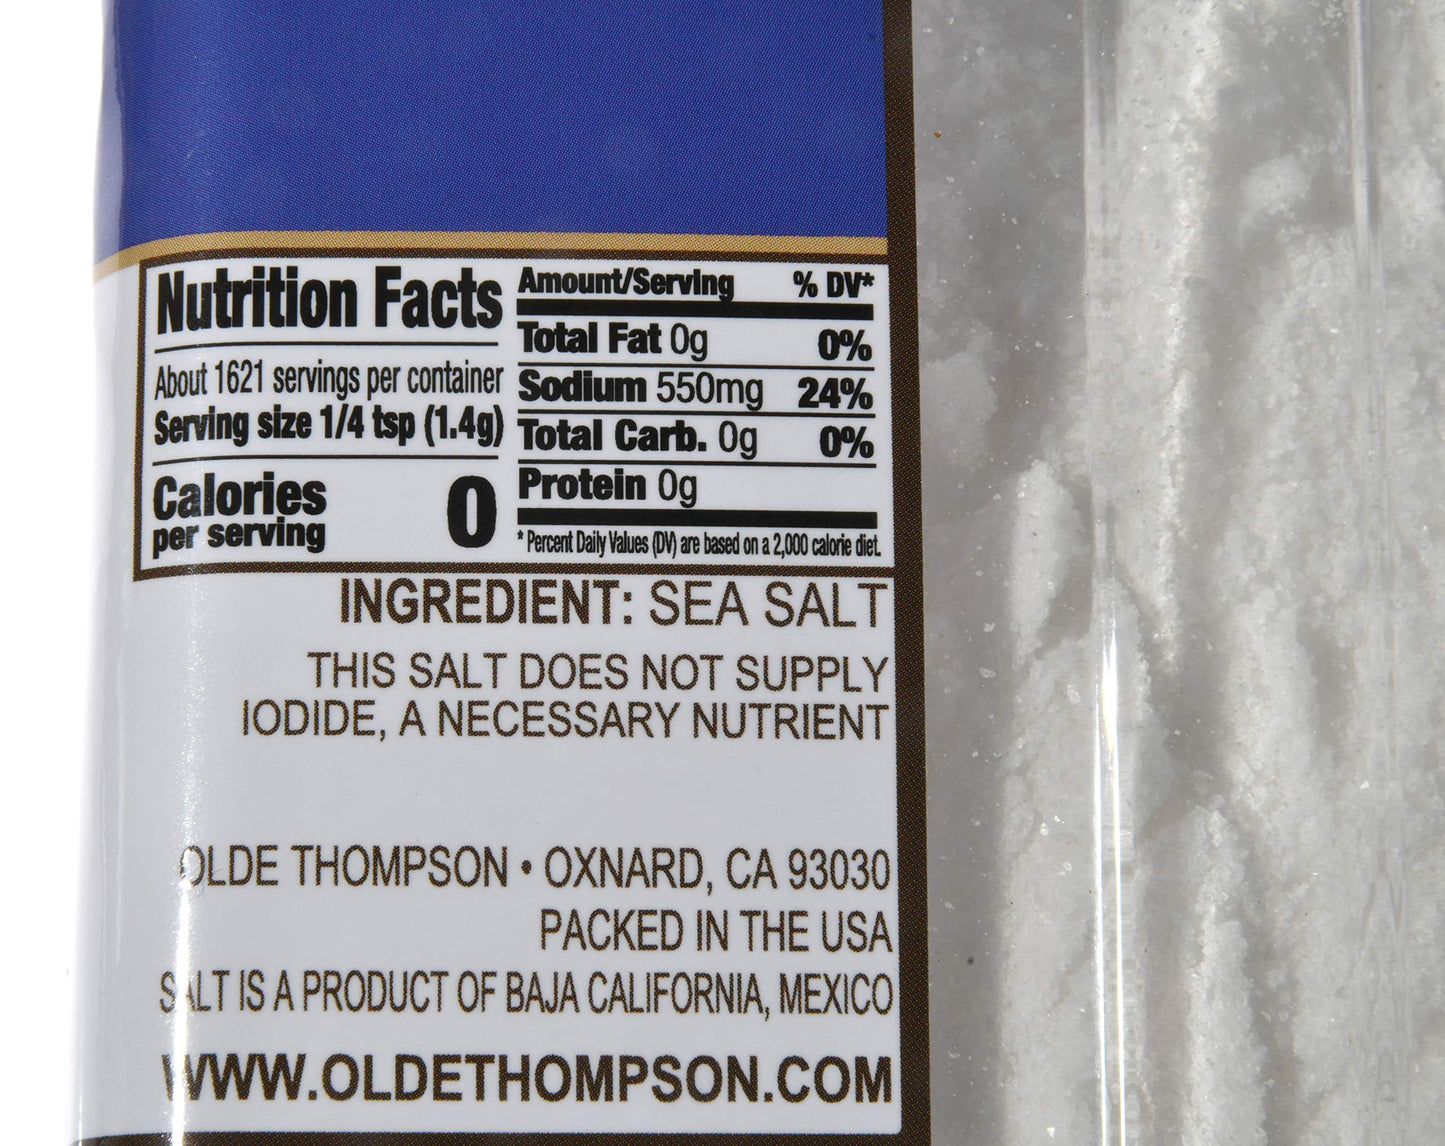 Nutrition Facts
About 1621 servings per container
Serving size 1/4 tsp (1.4g)
Calories
per serving
0
Amount/Serving % DV*
Total Fat 0g 0%
Sodium 550mg 24%
Total Carb. 0g 0%
Protein 0g
* Percent Daily Values (DV) are based on a 2,000 calorie diet.
INGREDIENT: SEA SALT
THIS SALT DOES NOT SUPPLY
IODIDE, A NECESSARY NUTRIENT
OLDE THOMPSON • OXNARD, CA 93030
PACKED IN THE USA
SALT IS A PRODUCT OF BAJA CALIFORNIA, MEXICO
WWW.OLDETHOMPSON.COM